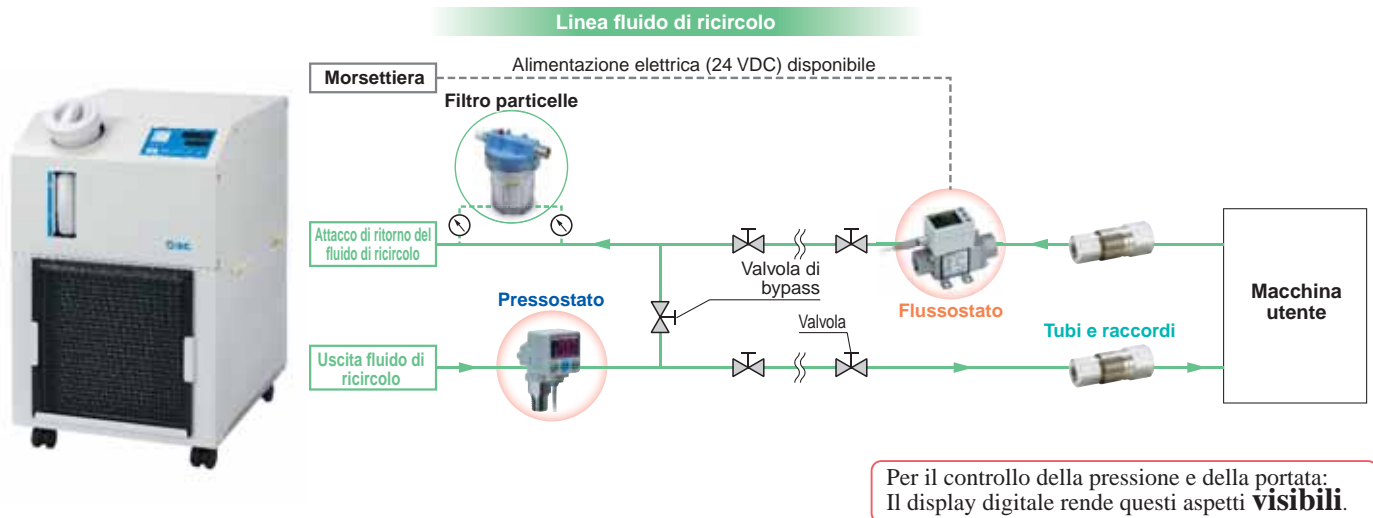 Linea fluido di ricircolo
Morsettiera
Alimentazione elettrica (24 VDC) disponibile
Filtro particelle
Attacco di ritorno del
fluido di ricircolo
Valvola di
bypass
Flussostato
Pressostato
Valvola
Tubi e raccordi
Macchina
utente
Uscita fluido di
ricircolo
SMC
Per il controllo della pressione e della portata:
Il display digitale rende questi aspetti visibili.